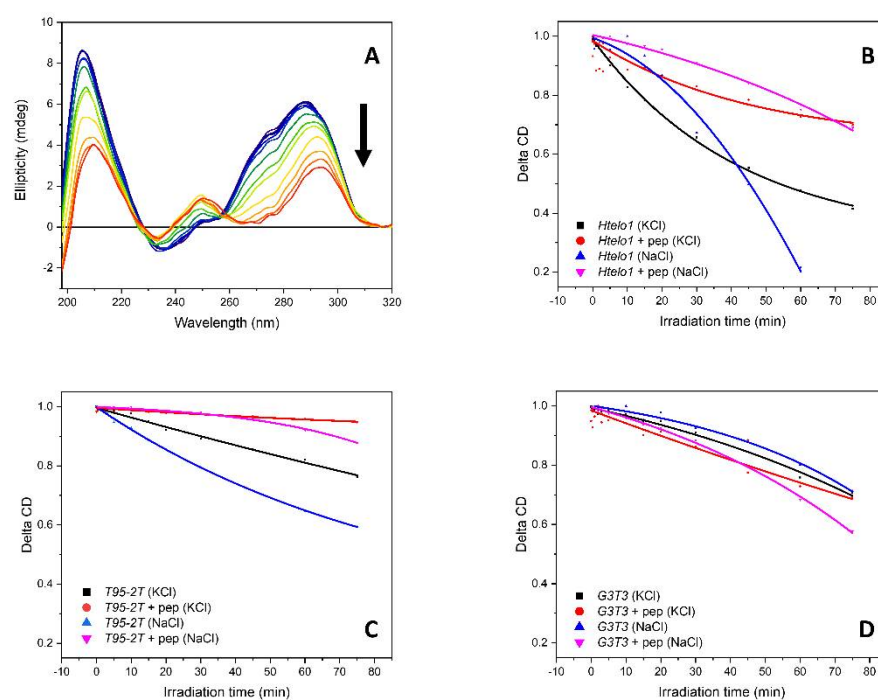 A
Ellipticity (mdeg)
10
8
6
4
2
0
-2
200
220
240
260
280
300
320
Wavelength (nm)
B
Delta CD
1.0
0.8
0.6
0.4
0.2
Htelo1 (KCl)
Htelo1 + pep (KCl)
Htelo1 (NaCl)
Htelo1 + pep (NaCl)
-10 0 10 20 30 40 50 60 70 80
Irradiation time (min)
C
Delta CD
1.0
0.8
0.6
0.4
0.2
T95-2T (KCl)
T95-2T + pep (KCl)
T95-2T (NaCl)
T95-2T + pep (NaCl)
-10 0 10 20 30 40 50 60 70 80
Irradiation time (min)
D
Delta CD
1.0
0.8
0.6
0.4
0.2
G3T3 (KCl)
G3T3 + pep (KCl)
G3T3 (NaCl)
G3T3 + pep (NaCl)
-10 0 10 20 30 40 50 60 70 80
Irradiation time (min)